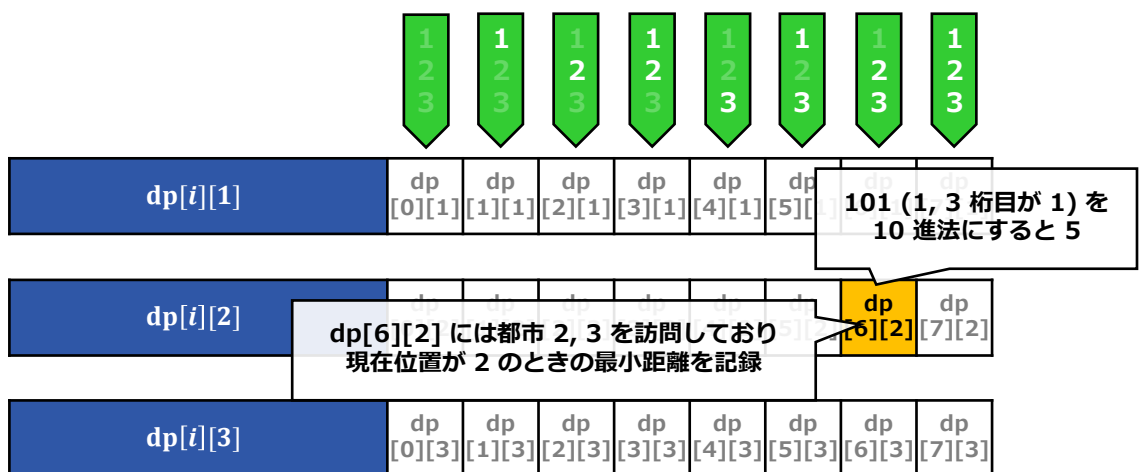 1 1 1 1 1 1 1 1
2 2 2 2 2 2 2 2
3 3 3 3 3 3 3 3
dp[i][1]
dp dp dp dp dp dp
[0][1] [1][1] [2][1] [3][1] [4][1] [5][1]
101 (1, 3 桁目が 1) を
10 進法にすると 5
dp[i][2]
dp dp
[6][2] [7][2]
dp[6][2] には都市 2, 3 を訪問しており
現在位置が 2 のときの最小距離を記録
dp[i][3]
dp dp dp dp dp dp dp dp
[0][3] [1][3] [2][3] [3][3] [4][3] [5][3] [6][3] [7][3]